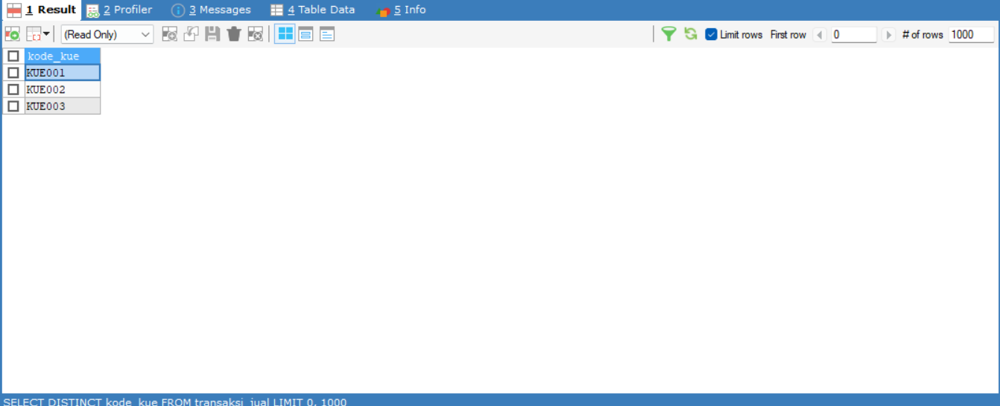 1 Result 2 Profiler 3 Messages 4 Table Data 5 Info
(Read Only) Limit rows First row 0 # of rows 1000
kode_kue
KUE001
KUE002
KUE003
SELECT DISTINCT kode_kue FROM transaksi_jual LIMIT 0, 1000